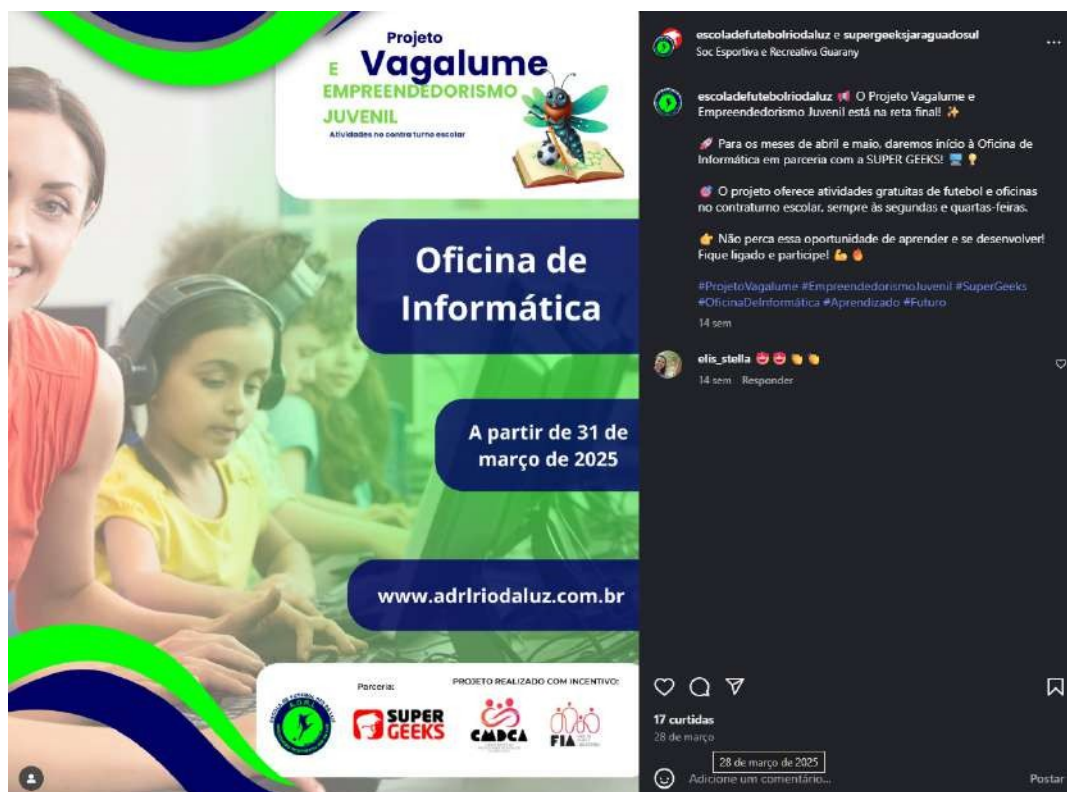 Projeto
E Vagalume
EMPREENDEDORISMO
JUVENIL
Atividades no contra turno escolar
Oficina de
Informática
A partir de 31 de
março de 2025
www.adrlriodaluz.com.br
Parceria:
PROJETO REALIZADO COM INCENTIVO:
SUPER
GEEKS
CMDCA
FIA
escoladefutebolriodaluz e supergeeksjaraguadosul
Soc Esportiva e Recreativa Guarany
escoladefutebolriodaluz 📢 O Projeto Vagalume e
Empreendedorismo Juvenil está na reta final! ✨
🚀 Para os meses de abril e maio, daremos início à Oficina de
Informática em parceria com a SUPER GEEKS! 🖥️ 💡
🎯 O projeto oferece atividades gratuitas de futebol e oficinas
no contraturno escolar, sempre às segundas e quartas-feiras.
👉 Não perca essa oportunidade de aprender e se desenvolver!
Fique ligado e participe! 💪 🔥
#ProjetoVagalume #EmpreendedorismoJuvenil #SuperGeeks
#OficinaDeInformática #Aprendizado #Futuro
14 sem
elis_stella 😍 😍 👏 👏
14 sem Responder
17 curtidas
28 de março
28 de março de 2025
Adicione um comentário...
Postar